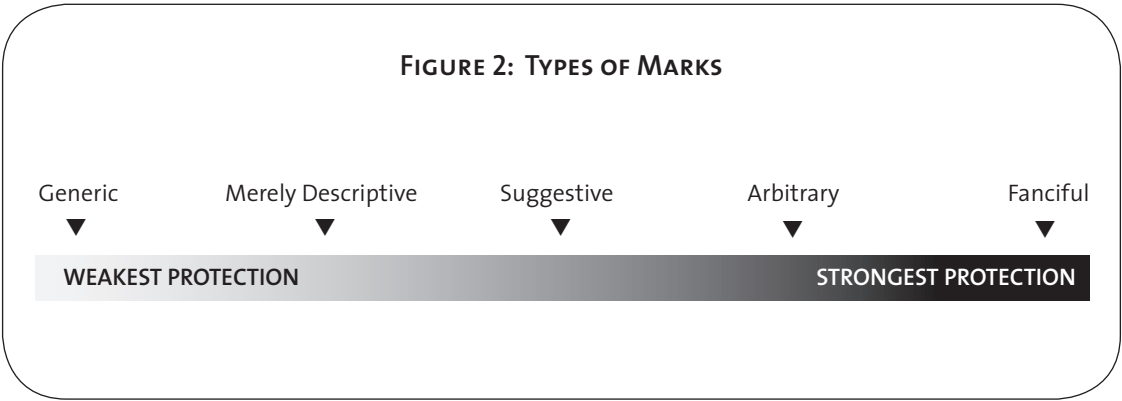 FIGURE 2: TYPES OF MARKS
Generic Merely Descriptive Suggestive Arbitrary Fanciful
WEAKEST PROTECTION STRONGEST PROTECTION